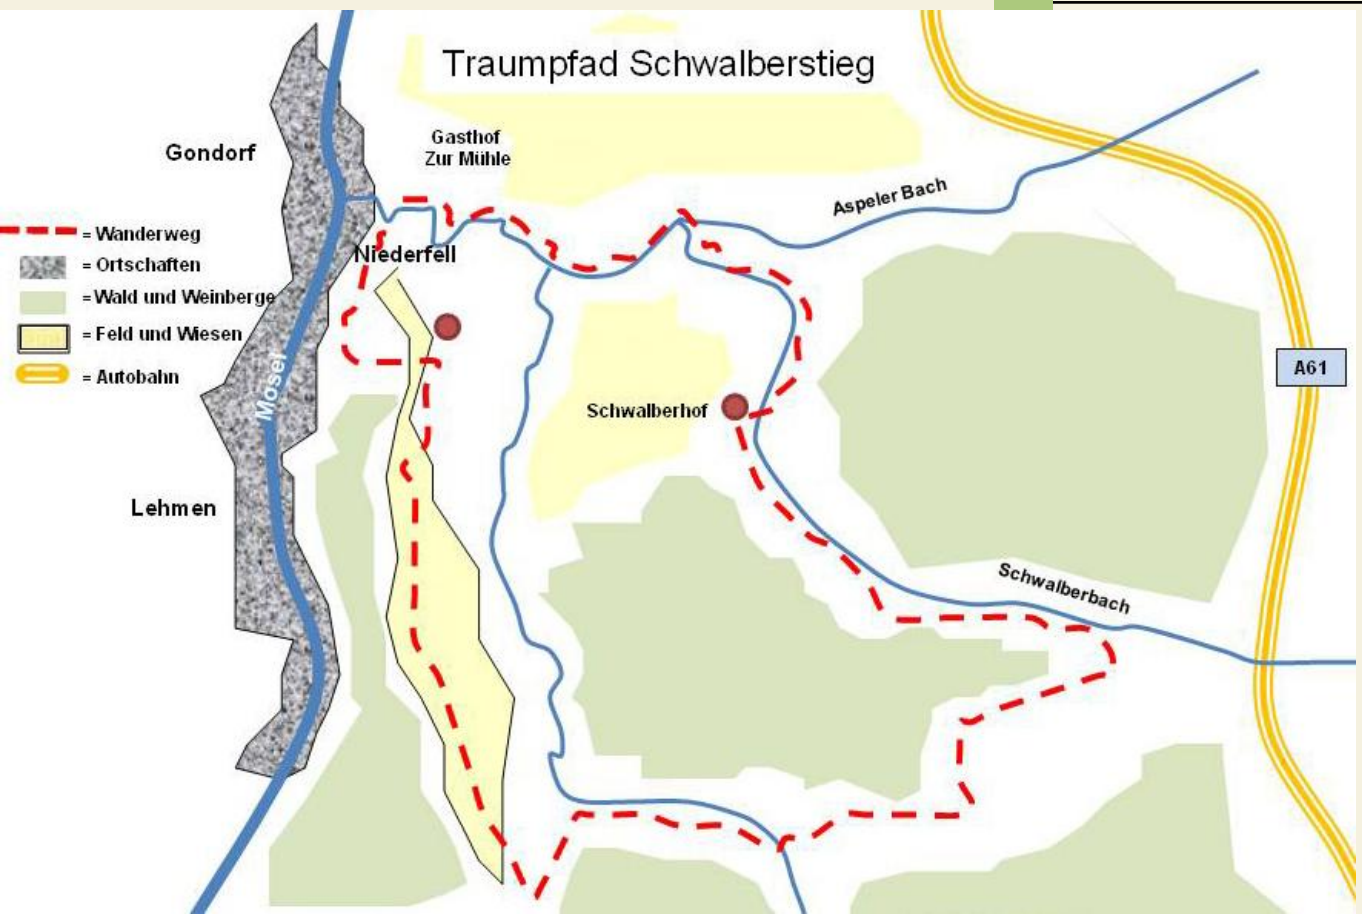 Traumpfad Schwalberstieg
Gasthof
Zur Mühle
Gondorf
Aspeler Bach
= Wanderweg
Niederfell
= Ortschaften
= Wald und Weinberge
= Feld und Wiesen
= Autobahn
Mosel
A61
Schwalberhof
Lehmen
Schwalberbach